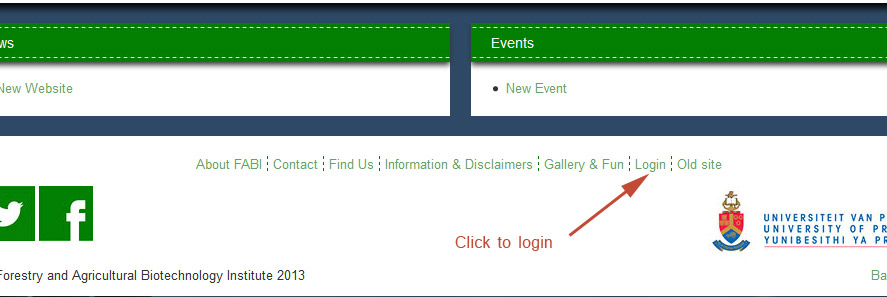 ws
Events
New Website
New Event
About FABI Contact Find Us Information & Disclaimers Gallery & Fun Login Old site
Click to login
UNIVERSITEIT VAN P
UNIVERSITY OF PR
YUNIBESITHI YA PR
Forestry and Agricultural Biotechnology Institute 2013
Ba